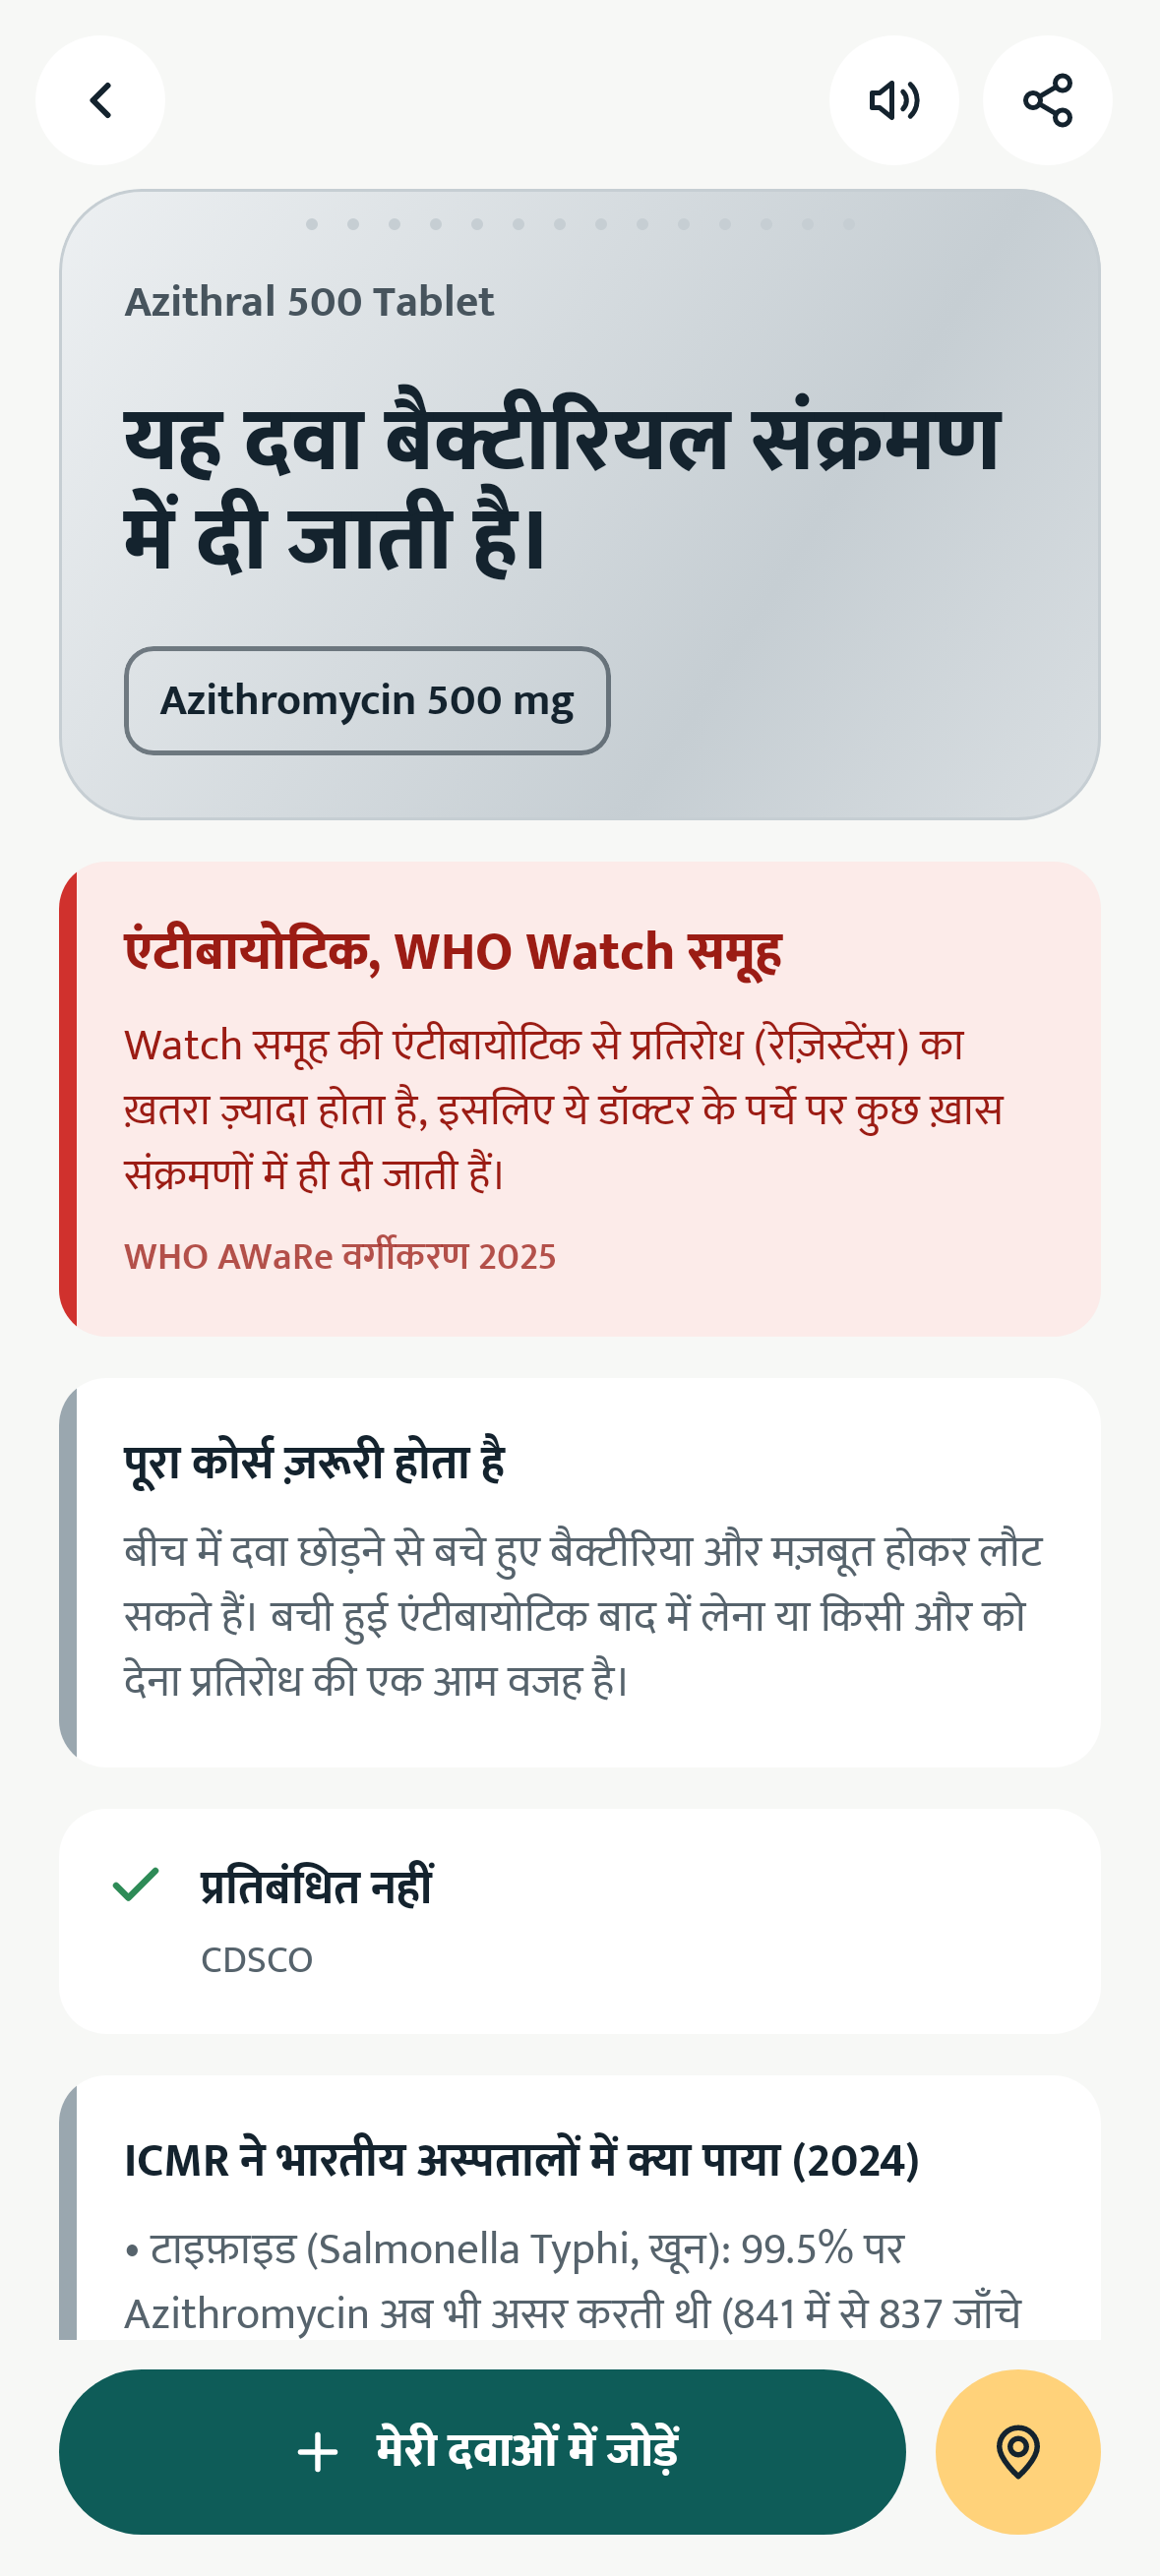 Azithral 500 Tablet
यह दवा बैक्टीरियल संक्रमण
में दी जाती है।
Azithromycin 500 mg
एंटीबायोटिक, WHO Watch समूह
Watch समूह की एंटीबायोटिक से प्रतिरोध (रेज़िस्टेंस) का
ख़तरा ज़्यादा होता है, इसलिए ये डॉक्टर के पर्चे पर कुछ ख़ास
संक्रमणों में ही दी जाती हैं।
WHO AWaRe वर्गीकरण 2025
पूरा कोर्स ज़रूरी होता है
बीच में दवा छोड़ने से बचे हुए बैक्टीरिया और मज़बूत होकर लौट
सकते हैं। बची हुई एंटीबायोटिक बाद में लेना या किसी और को
देना प्रतिरोध की एक आम वजह है।
प्रतिबंधित नहीं
CDSCO
ICMR ने भारतीय अस्पतालों में क्या पाया (2024)
• टाइफ़ाइड (Salmonella Typhi, खून): 99.5% पर
Azithromycin अब भी असर करती थी (841 में से 837 जाँचे
मेरी दवाओं में जोड़ें